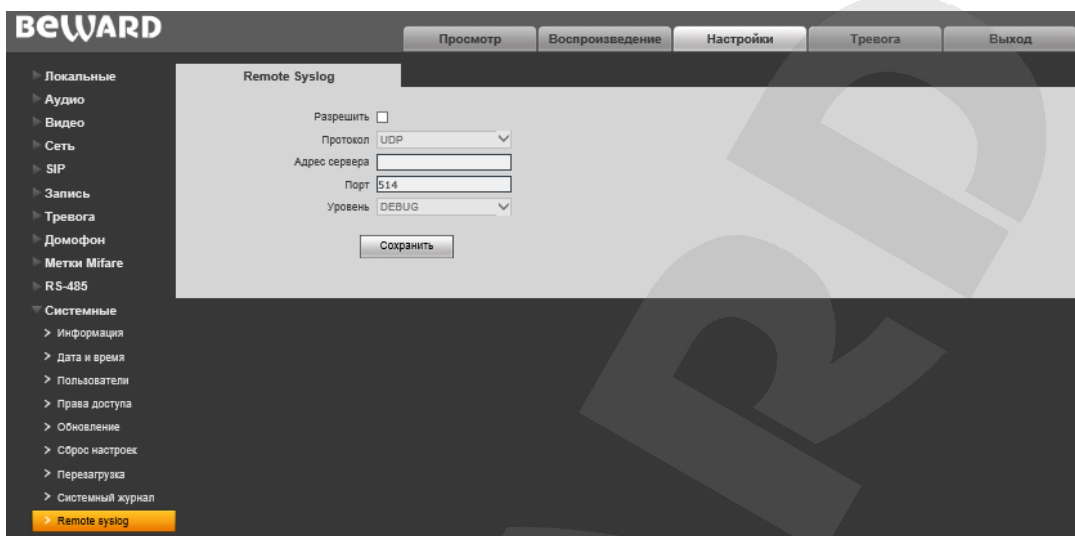 BEWARD
Просмотр Воспроизведение Настройки Тревога Выход
Локальные
Аудио
Видео
Сеть
SIP
Запись
Тревога
Домофон
Метки Mifare
RS-485
Системные
Информация
Дата и время
Пользователи
Права доступа
Обновление
Сброс настроек
Перезагрузка
Системный журнал
Remote syslog
Remote Syslog
Разрешить
Протокол UDP
Адрес сервера
Порт 514
Уровень DEBUG
Сохранить